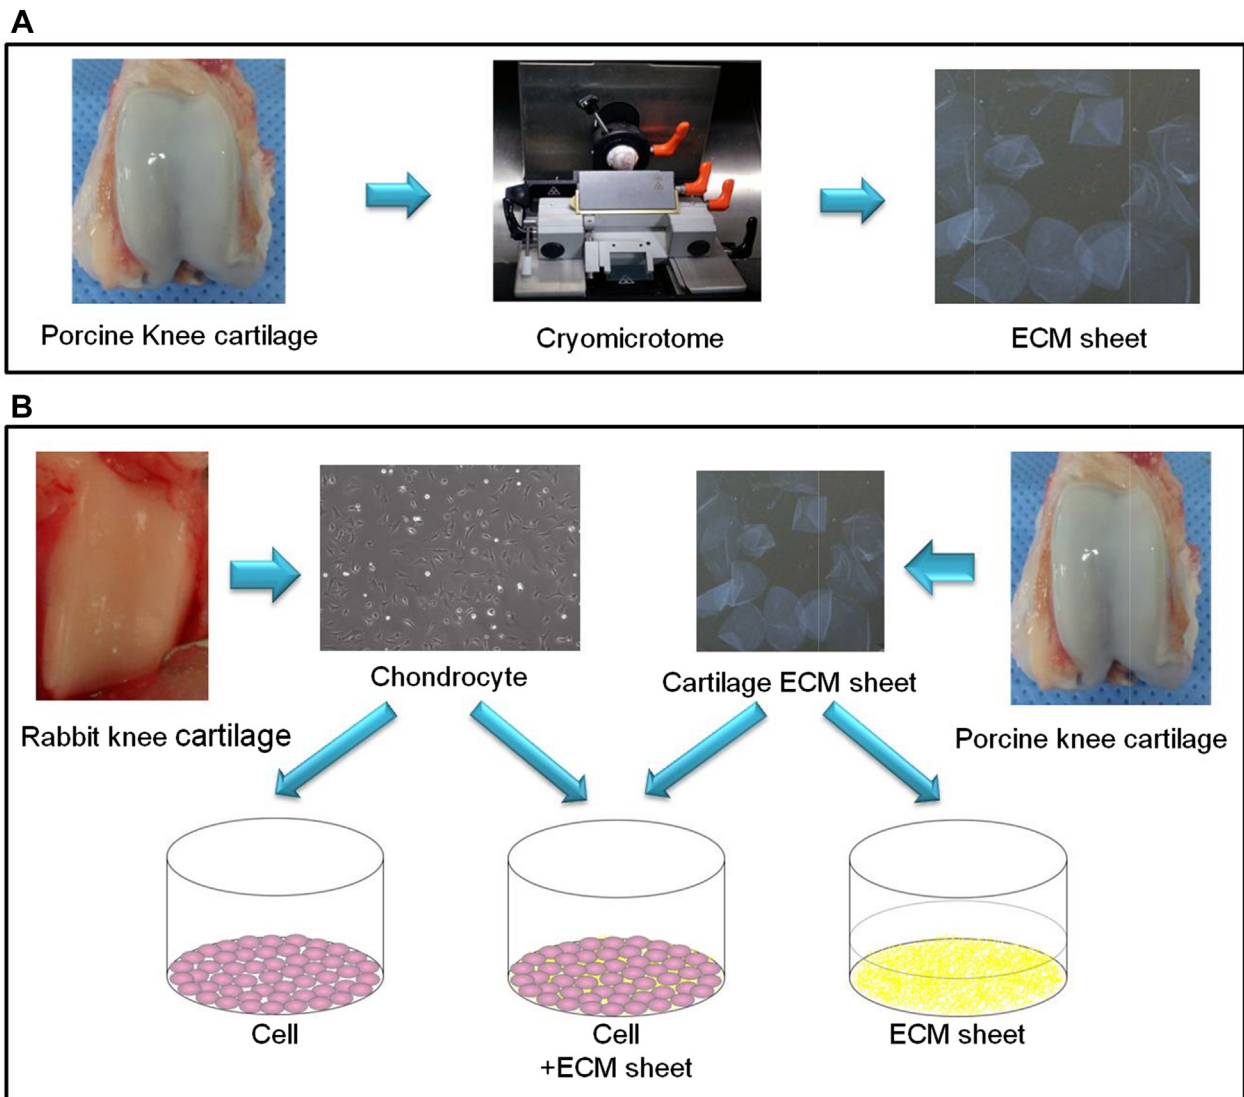 A
Porcine Knee cartilage
Cryomicrotome
ECM sheet
B
Chondrocyte
Cartilage ECM sheet
Rabbit knee cartilage
Porcine knee cartilage
Cell
Cell
+ECM sheet
ECM sheet